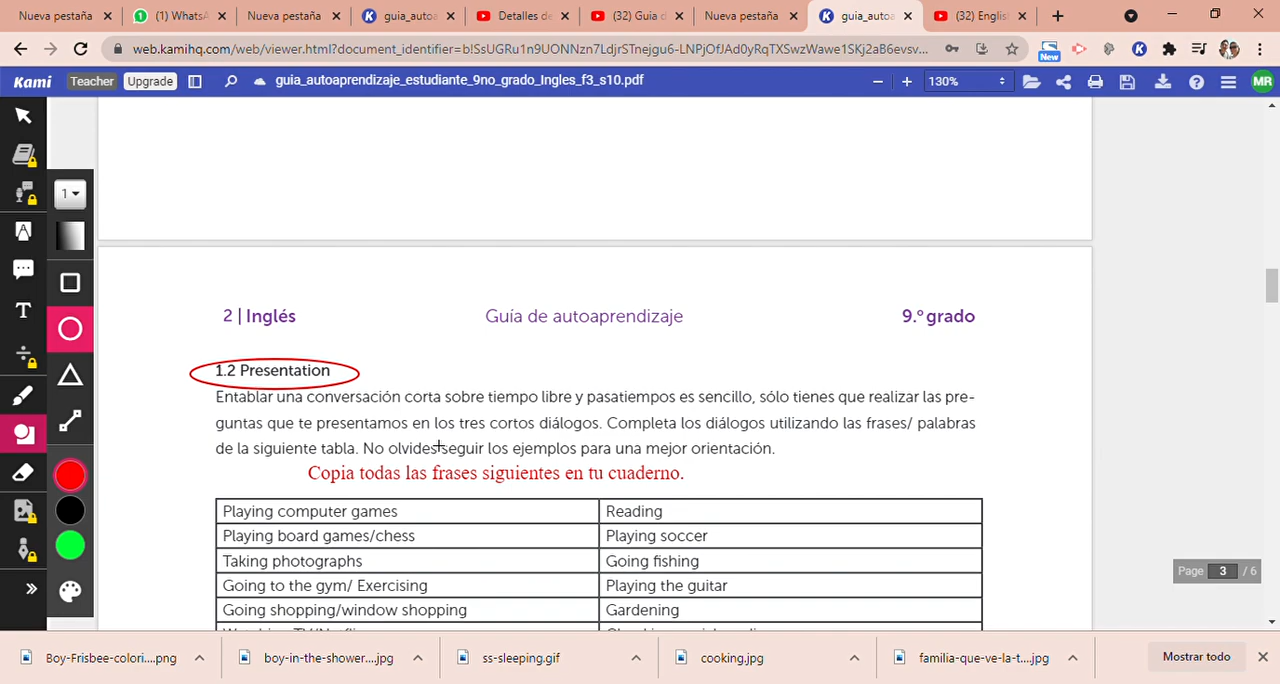 Nueva pestaña
(1) WhatsA
Nueva pestaña
guia_autoa
Detalles de
(32) Guia d
Nueva pestaña
guia_autoa
(32) Englis
web.kamihq.com/web/viewer.html?document_identifier=blSsUGRu1n9UONNzn7LdjrSTnejgu6-LNPjOfJAd0yRqTXSwzWawe1SKj2aB6evsv...
New
Kami
Teacher
Upgrade
guia_autoaprendizaje_estudiante_9no_grado_Ingles_f3_s10.pdf
130%
MR
1
2 | Inglés
Guía de autoaprendizaje
9.º grado
1.2 Presentation
Entablar una conversación corta sobre tiempo libre y pasatiempos es sencillo, sólo tienes que realizar las pre-
guntas que te presentamos en los tres cortos diálogos. Completa los diálogos utilizando las frases/ palabras
de la siguiente tabla. No olvides seguir los ejemplos para una mejor orientación.
Copia todas las frases siguientes en tu cuaderno.
Playing computer games
Reading
Playing board games/chess
Playing soccer
Taking photographs
Going fishing
Going to the gym/ Exercising
Playing the guitar
Going shopping/window shopping
Gardening
Page 3 / 6
Boy-Frisbee-colori....png
boy-in-the-shower....jpg
ss-sleeping.gif
cooking.jpg
familia-que-ve-la-t....jpg
Mostrar todo